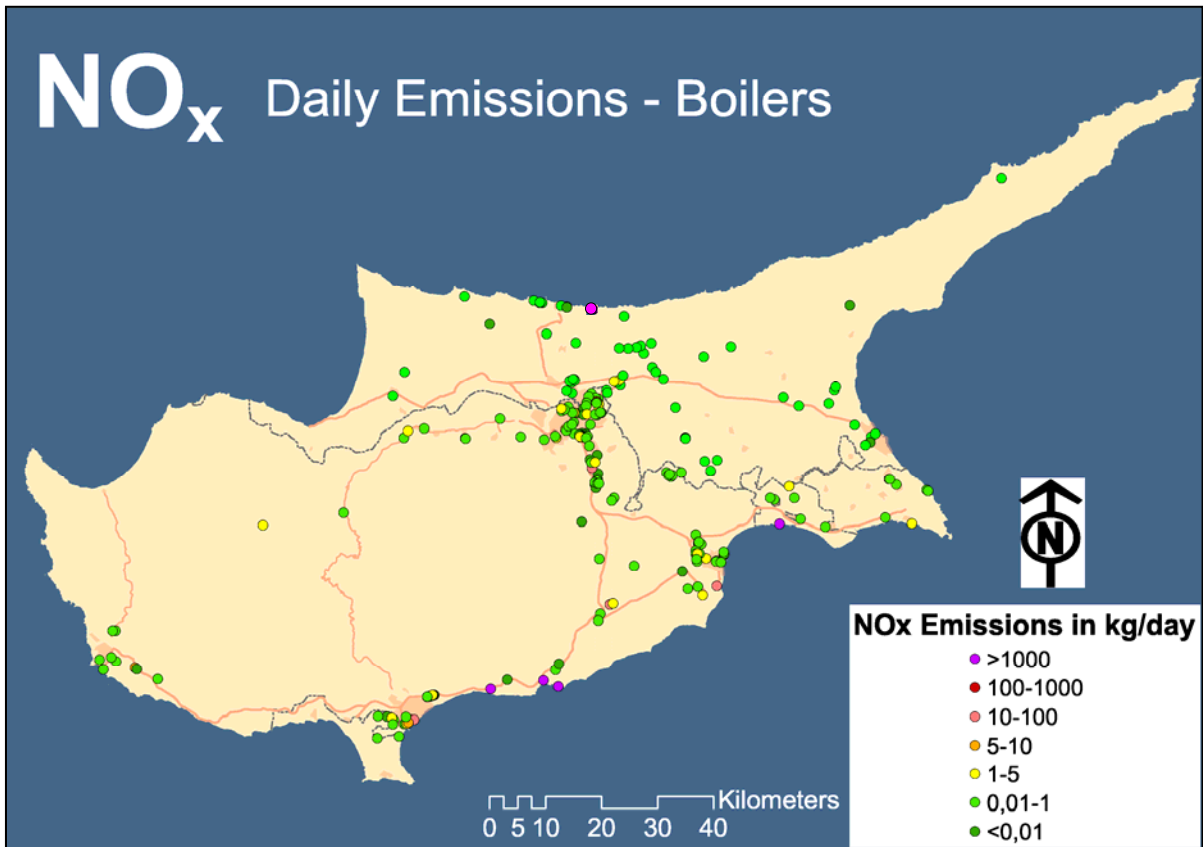 NOx Daily Emissions - Boilers
N
NOx Emissions in kg/day
>1000
100-1000
10-100
5-10
1-5
0,01-1
<0,01
Kilometers
0 5 10 20 30 40